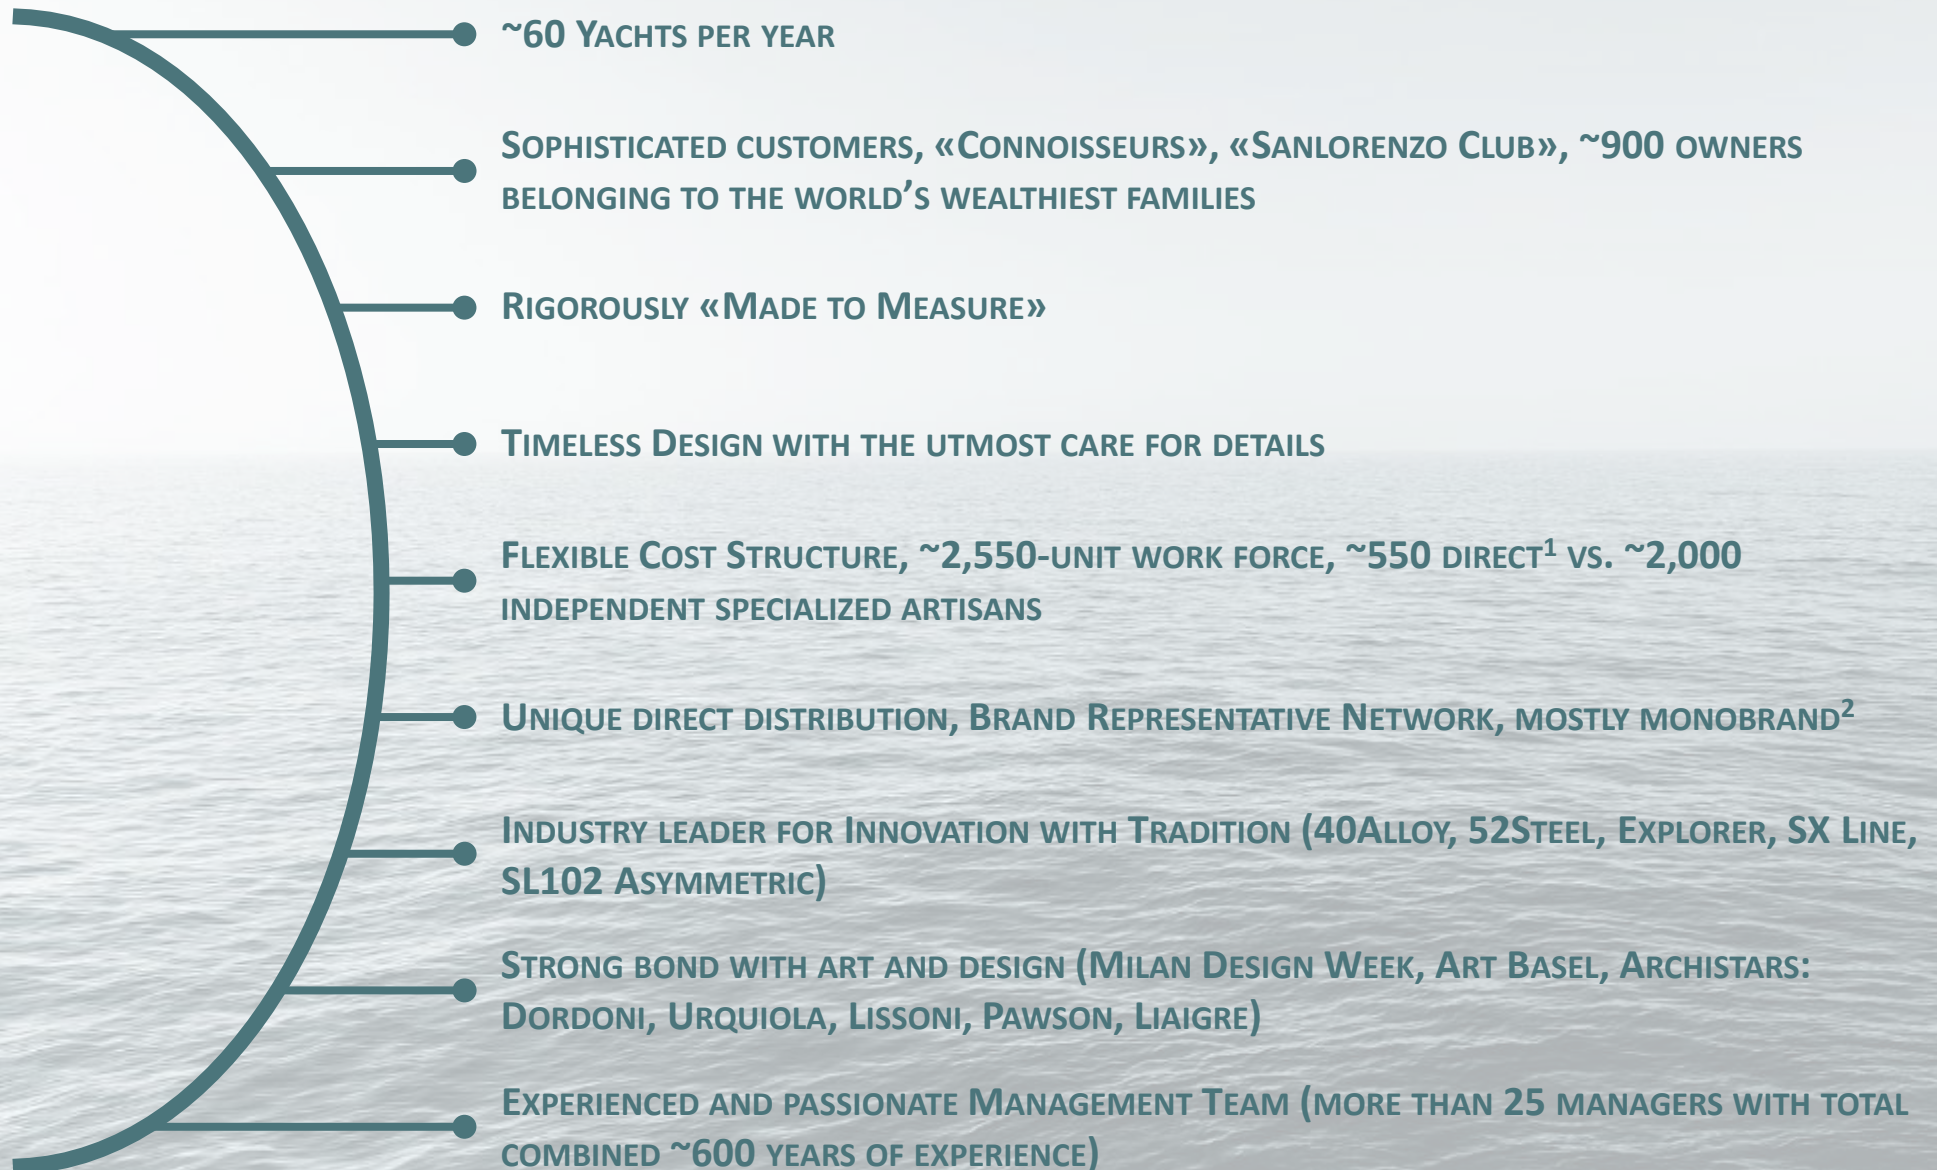 ~60 Yachts per year
Sophisticated customers, «Connoisseurs», «Sanlorenzo Club», ~900 owners
belonging to the world's wealthiest families
Rigorously «Made to Measure»
Timeless Design with the utmost care for details
Flexible Cost Structure, ~2,550-unit work force, ~550 direct¹ vs. ~2,000
independent specialized artisans
Unique direct distribution, Brand Representative Network, mostly monobrand²
Industry leader for Innovation with Tradition (40Alloy, 52Steel, Explorer, SX Line,
SL102 Asymmetric)
Strong bond with art and design (Milan Design Week, Art Basel, Archistars:
Dordoni, Urquiola, Lissoni, Pawson, Liaigre)
Experienced and passionate Management Team (more than 25 managers with total
combined ~600 years of experience)